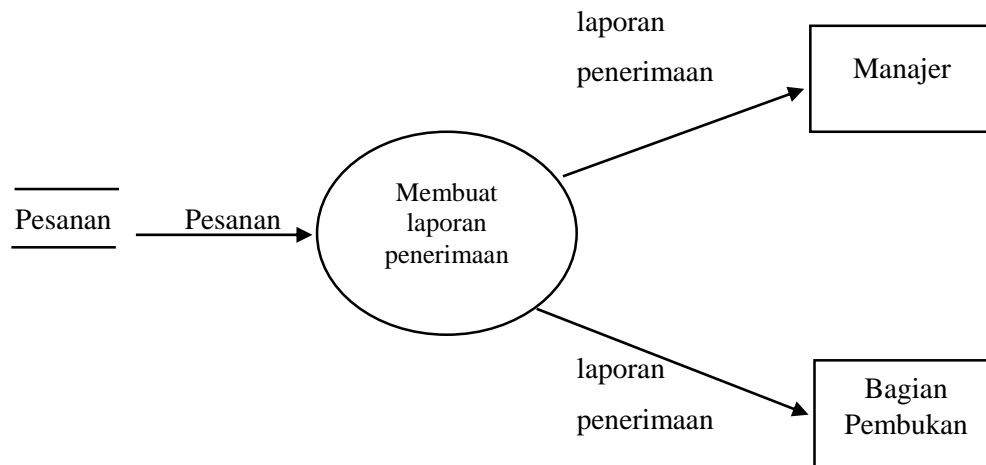 laporan
penerimaan
Manajer
Pesanan
Pesanan
Membuat
laporan
penerimaan
laporan
penerimaan
Bagian
Pembukan